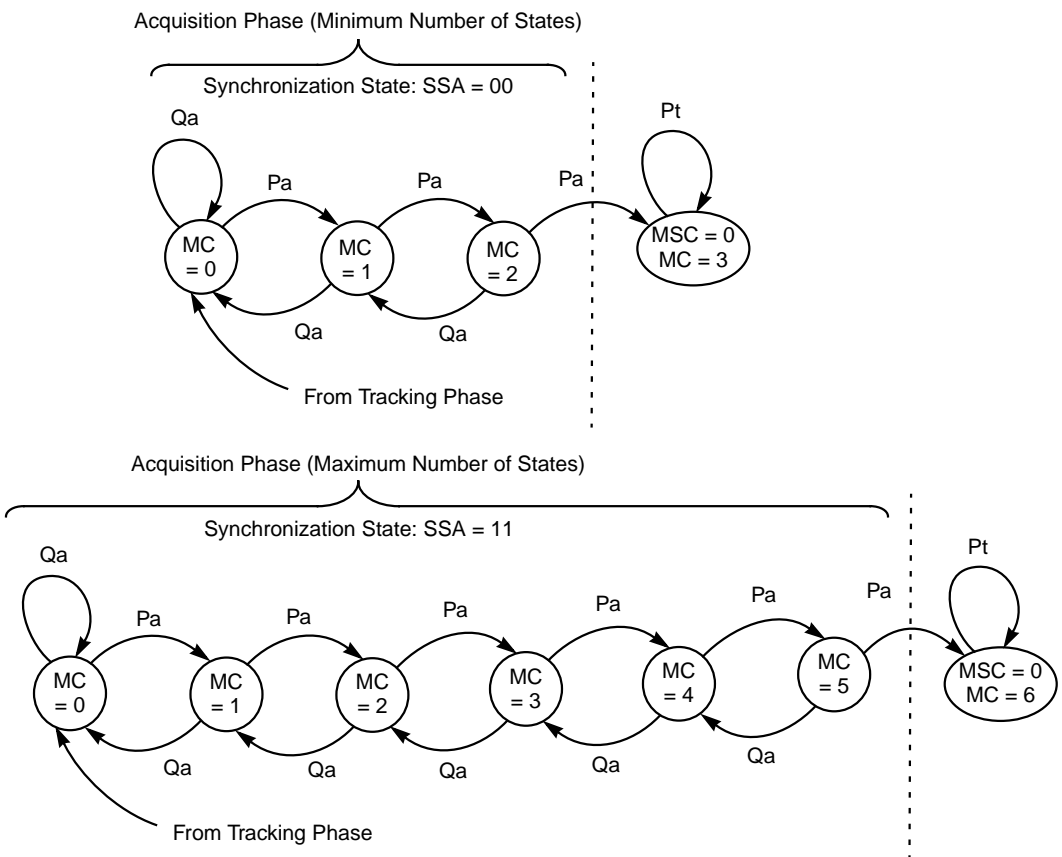 Acquisition Phase (Minimum Number of States)
Synchronization State: SSA = 00
Qa
Pt
Pa
Pa
Pa
MC
= 0
MC
= 1
MC
= 2
MSC = 0
MC = 3
Qa
Qa
From Tracking Phase
Acquisition Phase (Maximum Number of States)
Synchronization State: SSA = 11
Qa
Pt
Pa
Pa
Pa
Pa
Pa
Pa
MC
= 0
MC
= 1
MC
= 2
MC
= 3
MC
= 4
MC
= 5
MSC = 0
MC = 6
Qa
Qa
Qa
Qa
Qa
From Tracking Phase